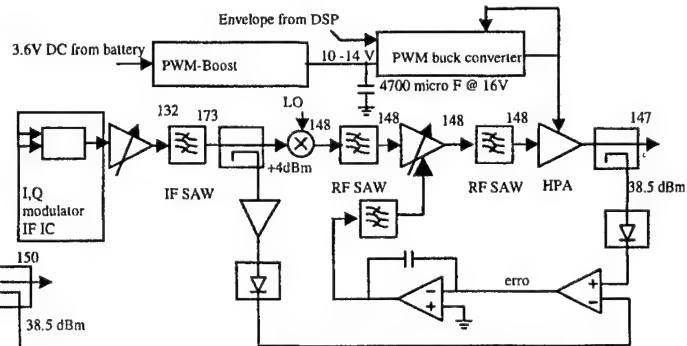 Envelope from DSP
3.6V DC from battery
PWM-Boost
10 -14 V
PWM buck converter
4700 micro F @ 16V
LO
132
173
148
148
148
148
147
+4dBm
I,Q
modulator
IF IC
IF SAW
RF SAW
RF SAW
HPA
38.5 dBm
150
38.5 dBm
erro
- +
+ -